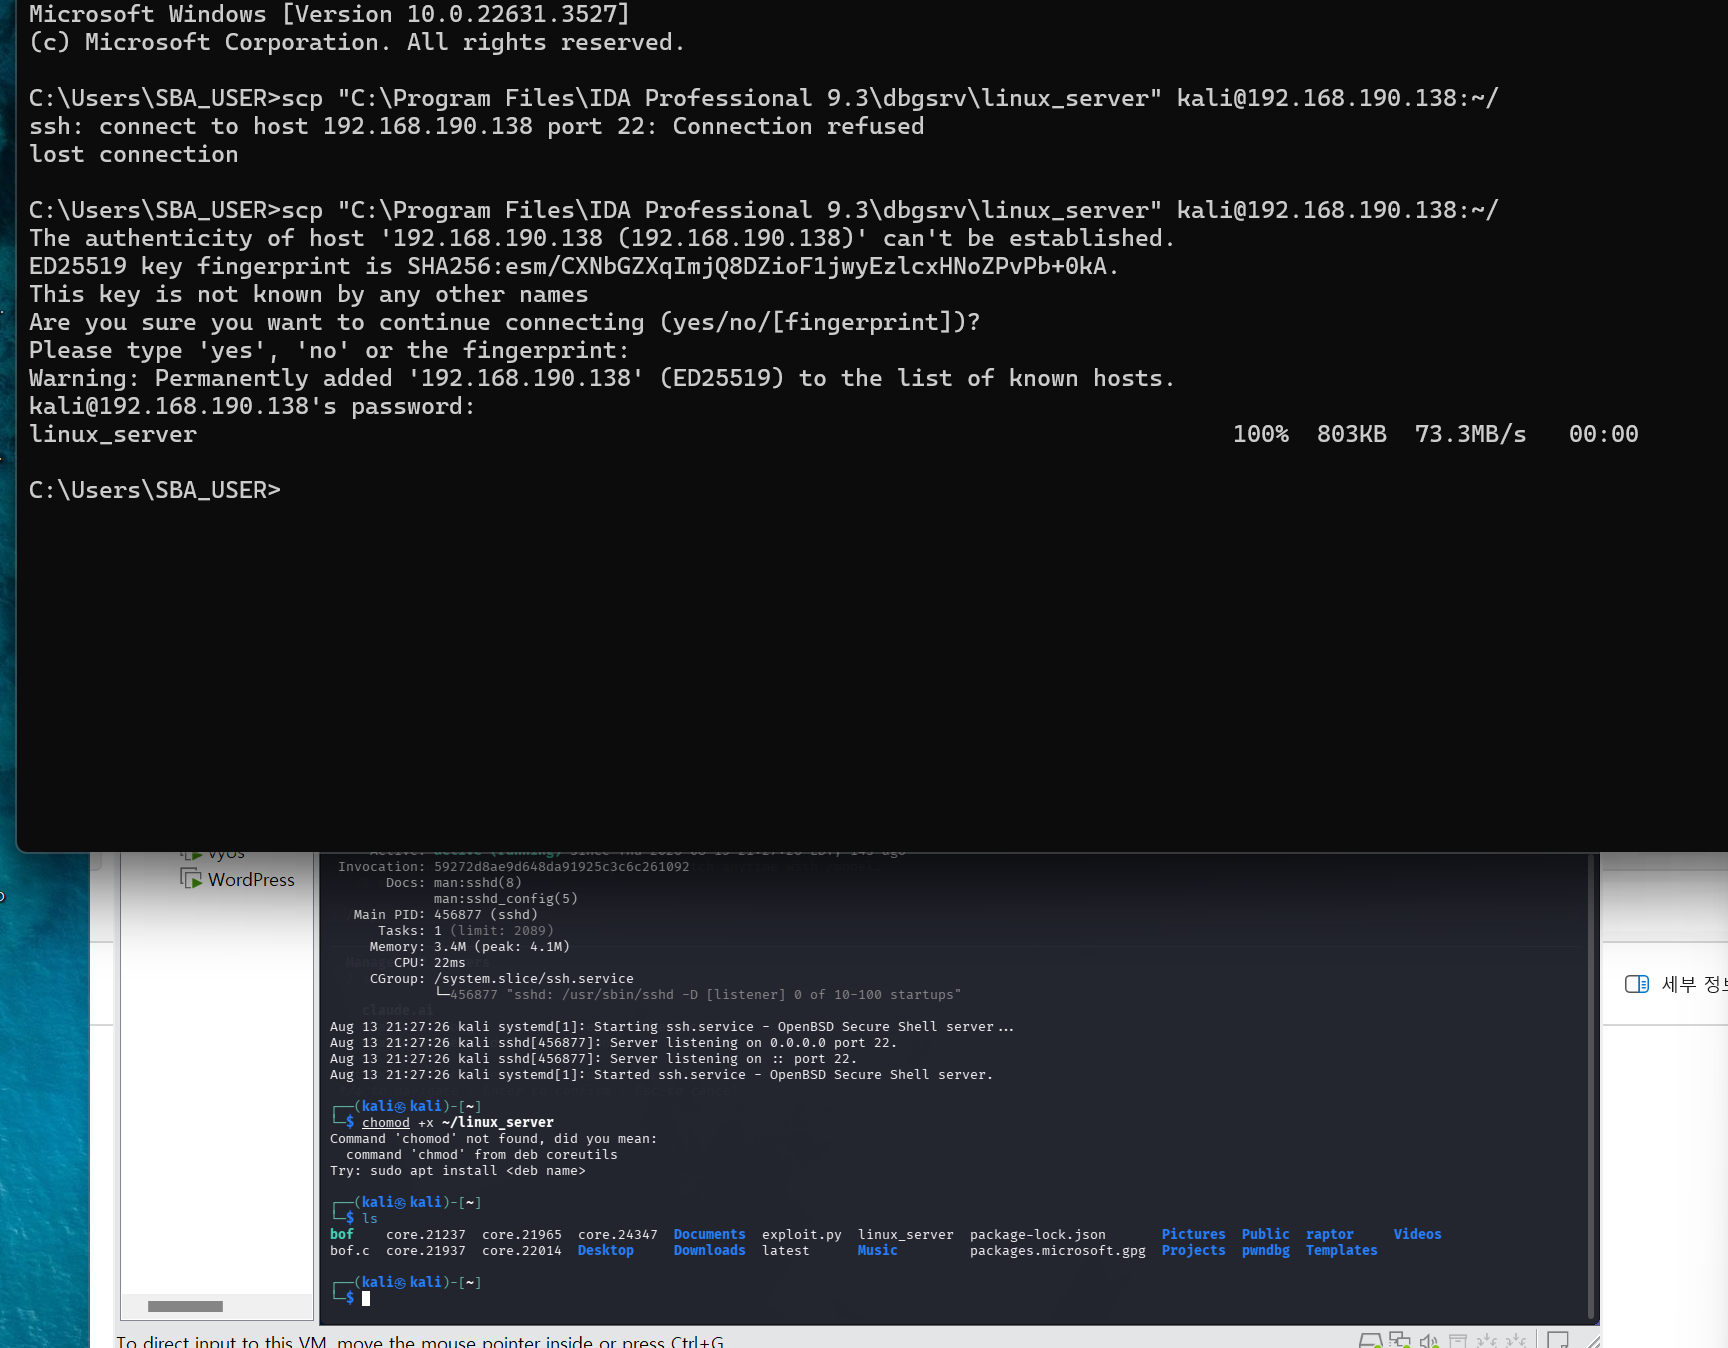 Microsoft Windows [Version 10.0.22631.3527]
(c) Microsoft Corporation. All rights reserved.
C:\Users\SBA_USER>scp "C:\Program Files\IDA Professional 9.3\dbgsrv\linux_server" kali@192.168.190.138:~/
ssh: connect to host 192.168.190.138 port 22: Connection refused
lost connection
C:\Users\SBA_USER>scp "C:\Program Files\IDA Professional 9.3\dbgsrv\linux_server" kali@192.168.190.138:~/
The authenticity of host '192.168.190.138 (192.168.190.138)' can't be established.
ED25519 key fingerprint is SHA256:esm/CXNbGZXqImjQ8DZioF1jwyEzlcxHNoZPvPb+0kA.
This key is not known by any other names
Are you sure you want to continue connecting (yes/no/[fingerprint])?
Please type 'yes', 'no' or the fingerprint:
Warning: Permanently added '192.168.190.138' (ED25519) to the list of known hosts.
kali@192.168.190.138's password:
linux_server 100% 803KB 73.3MB/s 00:00
C:\Users\SBA_USER>
vyos
WordPress
Invocation: 59272d8ae9d648da91925c3c6c261092
Docs: man:sshd(8)
man:sshd_config(5)
Main PID: 456877 (sshd)
Tasks: 1 (limit: 2089)
Memory: 3.4M (peak: 4.1M)
CPU: 22ms
CGroup: /system.slice/ssh.service
└─456877 "sshd: /usr/sbin/sshd -D [listener] 0 of 10-100 startups"
claude.ai
Aug 13 21:27:26 kali systemd[1]: Starting ssh.service - OpenBSD Secure Shell server...
Aug 13 21:27:26 kali sshd[456877]: Server listening on 0.0.0.0 port 22.
Aug 13 21:27:26 kali sshd[456877]: Server listening on :: port 22.
Aug 13 21:27:26 kali systemd[1]: Started ssh.service - OpenBSD Secure Shell server.
┌──(kali㉿kali)-[~]
└─$ chomod +x ~/linux_server
Command 'chomod' not found, did you mean:
command 'chmod' from deb coreutils
Try: sudo apt install <deb name>
┌──(kali㉿kali)-[~]
└─$ ls
bof core.21237 core.21965 core.24347 Documents exploit.py linux_server package-lock.json Pictures Public raptor Videos
bof.c core.21937 core.22014 Desktop Downloads latest Music packages.microsoft.gpg Projects pwndbg Templates
┌──(kali㉿kali)-[~]
└─$
세부 정보
To direct input to this VM, move the mouse pointer inside or press Ctrl+G.